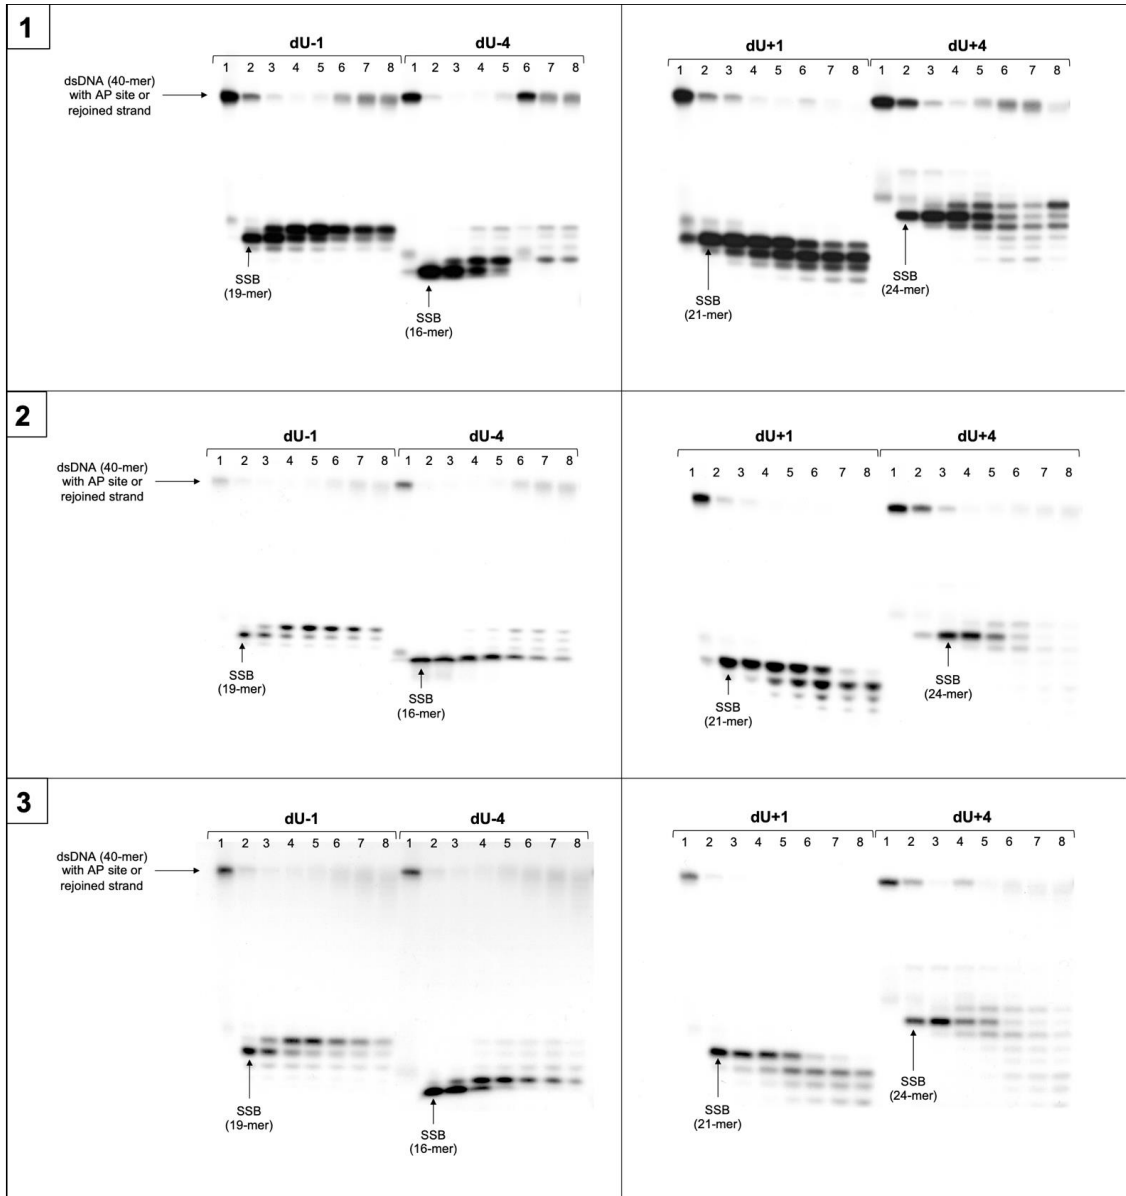 1
dU-1 dU-4
1 2 3 4 5 6 7 8 1 2 3 4 5 6 7 8
dsDNA (40-mer)
with AP site or
rejoined strand
SSB
(19-mer)
SSB
(16-mer)
dU+1 dU+4
1 2 3 4 5 6 7 8 1 2 3 4 5 6 7 8
SSB
(21-mer)
SSB
(24-mer)
2
dU-1 dU-4
1 2 3 4 5 6 7 8 1 2 3 4 5 6 7 8
dsDNA (40-mer)
with AP site or
rejoined strand
SSB
(19-mer)
SSB
(16-mer)
dU+1 dU+4
1 2 3 4 5 6 7 8 1 2 3 4 5 6 7 8
SSB
(21-mer)
SSB
(24-mer)
3
dU-1 dU-4
1 2 3 4 5 6 7 8 1 2 3 4 5 6 7 8
dsDNA (40-mer)
with AP site or
rejoined strand
SSB
(19-mer)
SSB
(16-mer)
dU+1 dU+4
1 2 3 4 5 6 7 8 1 2 3 4 5 6 7 8
SSB
(21-mer)
SSB
(24-mer)